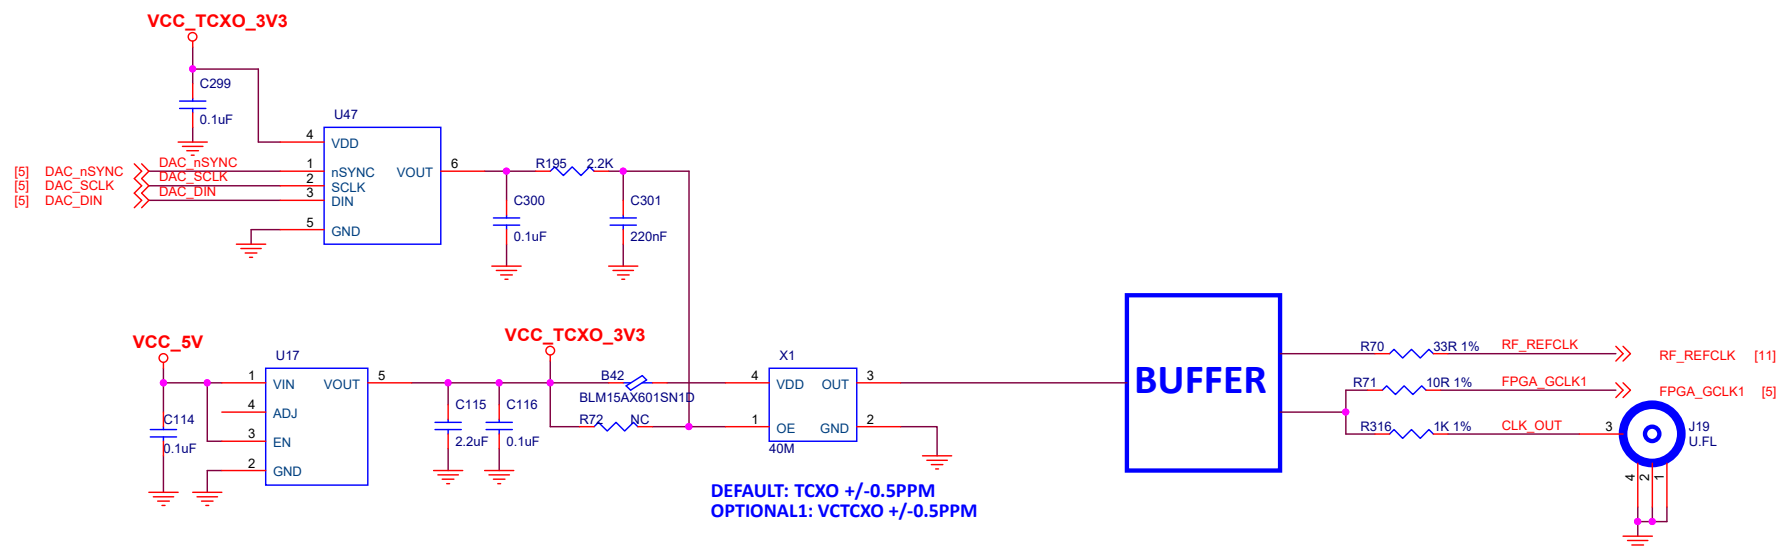 VCC_TCXO_3V3
C299
0.1uF
U47
4 VDD
[5] DAC_nSYNC DAC_nSYNC 1 nSYNC VOUT 6
[5] DAC_SCLK DAC_SCLK 2 SCLK
[5] DAC_DIN DAC_DIN 3 DIN
5 GND
R195 2.2K
C300
0.1uF
C301
220nF
VCC_5V
U17
1 VIN VOUT 5
4 ADJ
3 EN
2 GND
C114
0.1uF
VCC_TCXO_3V3
C115
2.2uF
C116
0.1uF
B42
BLM15AX601SN1D
R72 NC
X1
4 VDD OUT 3
1 OE GND 2
40M
DEFAULT: TCXO +/-0.5PPM
OPTIONAL1: VCTCXO +/-0.5PPM
BUFFER
R70 33R 1% RF_REFCLK RF_REFCLK [11]
R71 10R 1% FPGA_GCLK1 FPGA_GCLK1 [5]
R316 1K 1% CLK_OUT 3
J19
U.FL
4 2 1